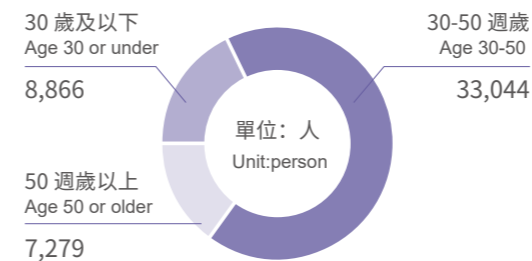 30 歲及以下
Age 30 or under
8,866
30-50 週歲
Age 30-50
33,044
單位：人
Unit:person
50 週歲以上
Age 50 or older
7,279